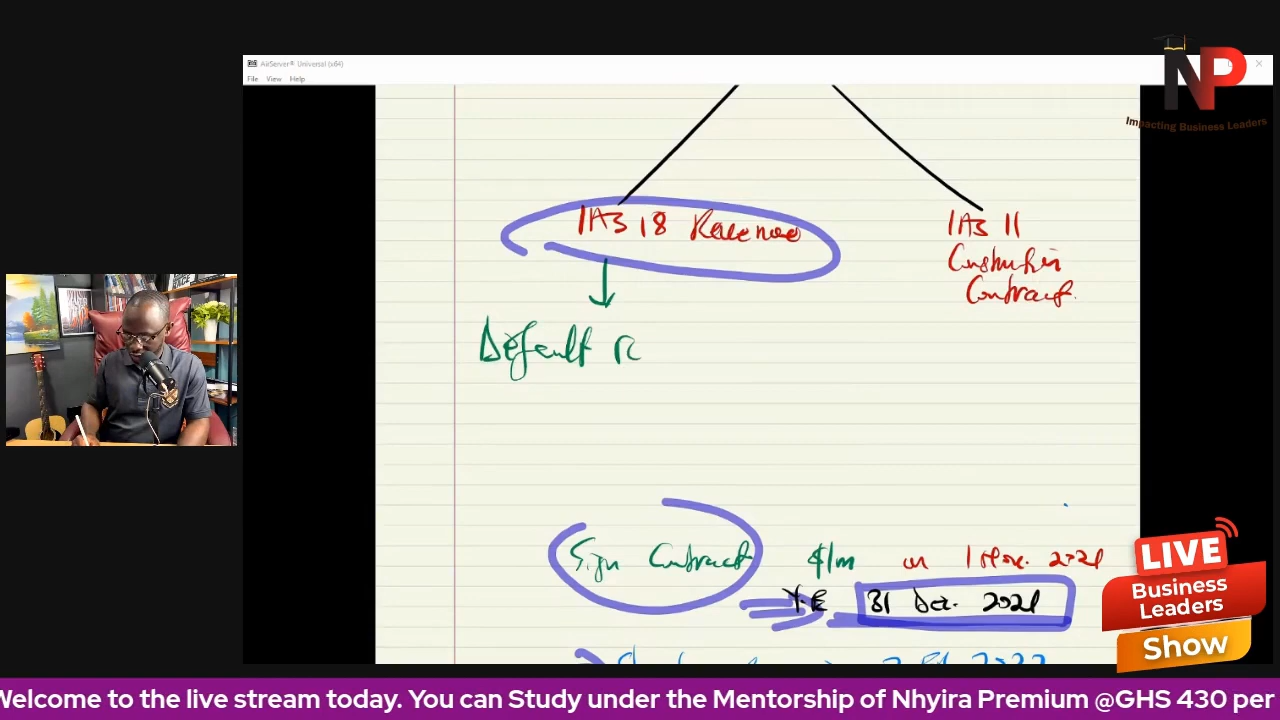 AirServer® Universal (x64)
File View Help
NP
Impacting Business Leaders
IAS 18 Revenue
IAS 11
Construction
Contract.
Default R
Sign Contract $1m on 1 Nov. 2021
Y.E 31 Dec. 2021
LIVE
Business
Leaders
Show
Welcome to the live stream today. You can Study under the Mentorship of Nhyira Premium @GHS 430 per